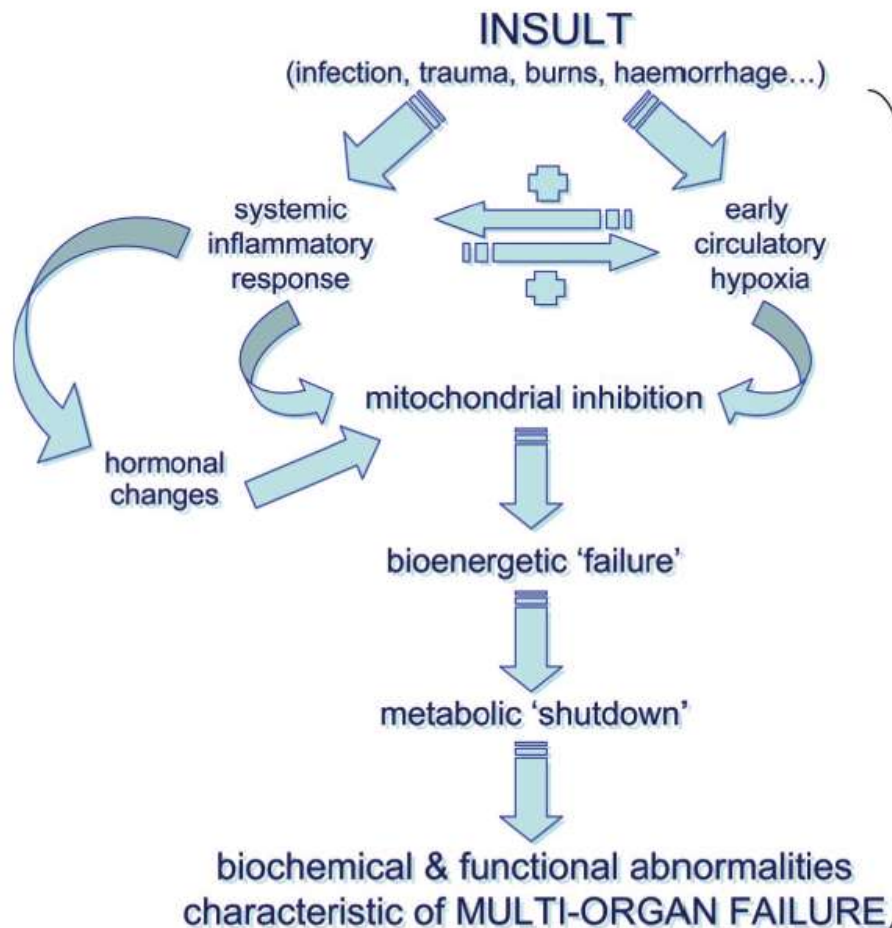 INSULT
(infection, trauma, burns, haemorrhage…)
systemic
inflammatory
response
early
circulatory
hypoxia
mitochondrial inhibition
hormonal
changes
bioenergetic ‘failure’
metabolic ‘shutdown’
biochemical & functional abnormalities
characteristic of MULTI-ORGAN FAILURE